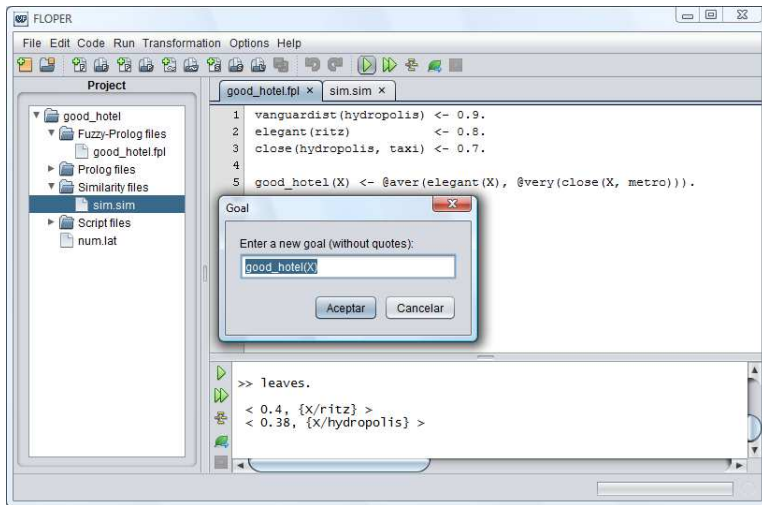 FLOPER
File Edit Code Run Transformation Options Help
Project
good_hotel
Fuzzy-Prolog files
good_hotel.fpl
Prolog files
Similarity files
sim.sim
Script files
num.lat
good_hotel.fpl × sim.sim ×
1 vanguardist(hydropolis) <- 0.9.
2 elegant(ritz) <- 0.8.
3 close(hydropolis, taxi) <- 0.7.
4
5 good_hotel(X) <- @aver(elegant(X), @very(close(X, metro))).
Goal
Enter a new goal (without quotes):
good_hotel(X)
Aceptar Cancelar
>> leaves.
< 0.4, {X/ritz} >
< 0.38, {X/hydropolis} >